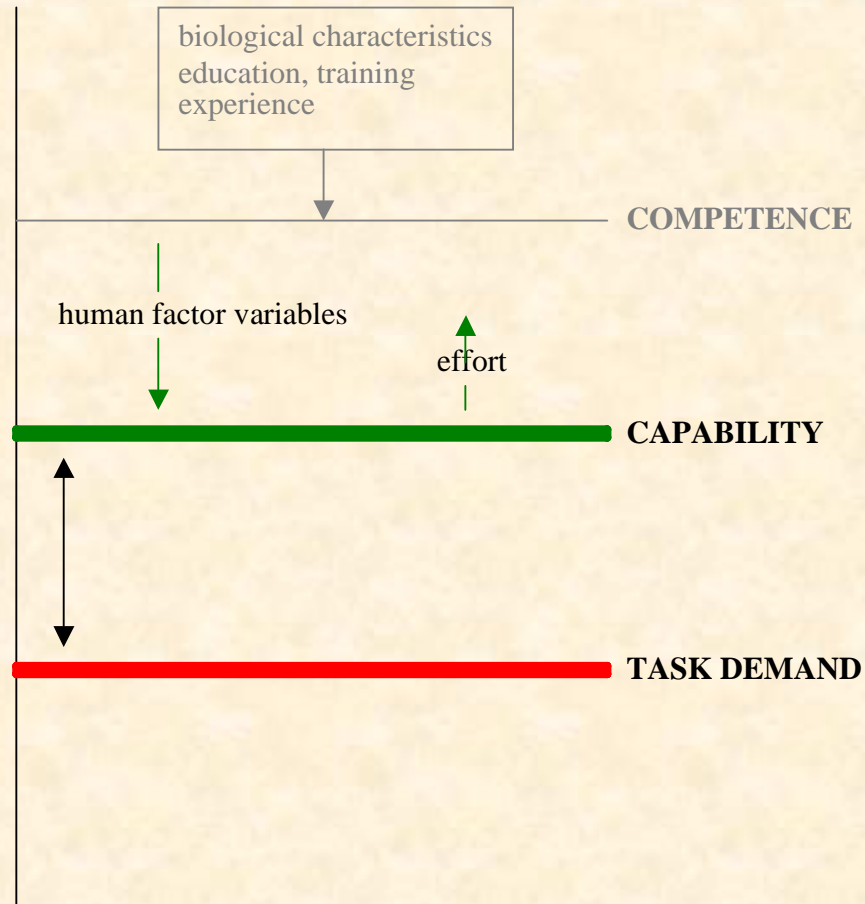 biological characteristics
education, training
experience
COMPETENCE
human factor variables
effort
CAPABILITY
TASK DEMAND